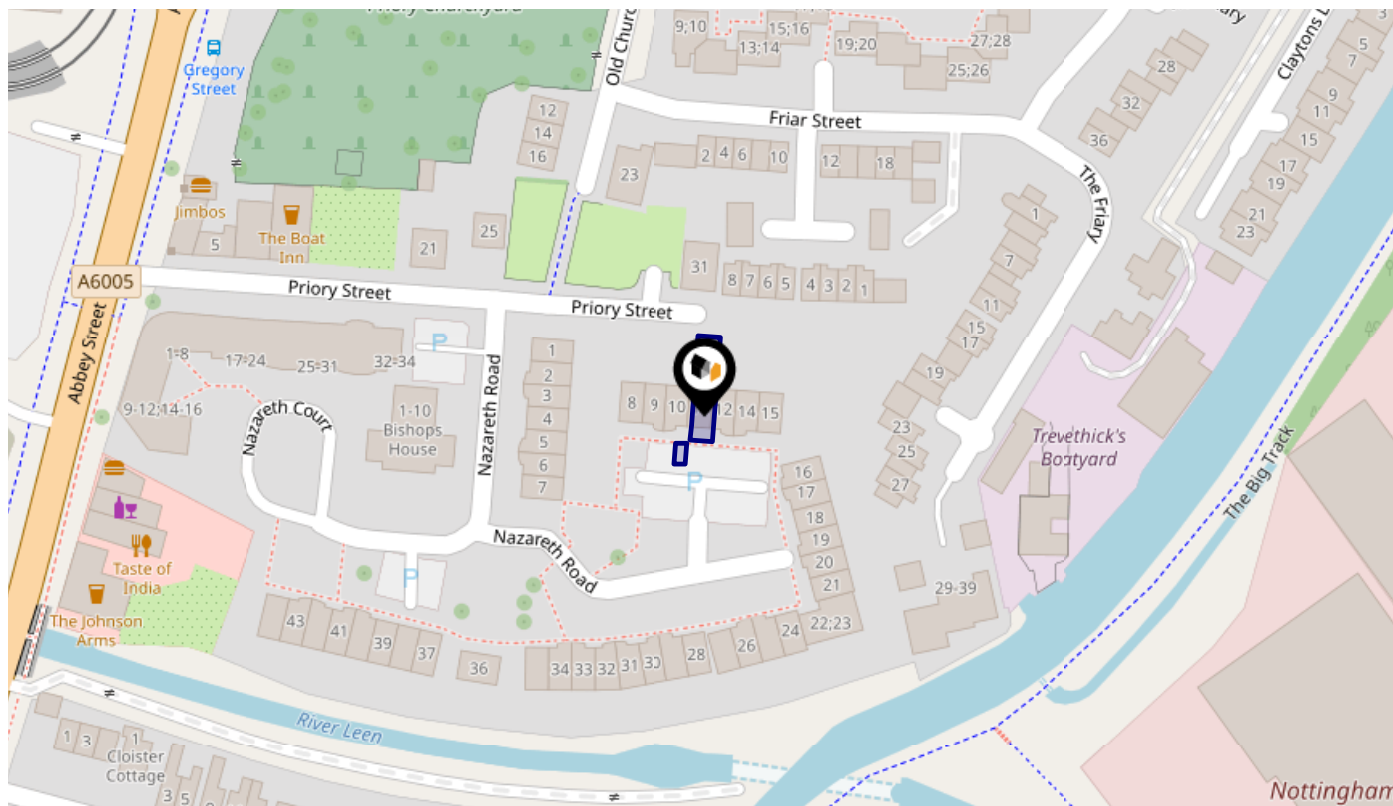 Priory Churchyard
Gregory
Street
Old Churc
9;10
15;16
13;14
19;20
27;28
25;26
Claytons
3
5
7
9
11
15
17
19
21
23
28
32
36
12
14
16
Friar Street
23
2
4
6
10
12
18
The Friary
1
7
11
15
17
19
23
25
27
29-39
Jimbos
5
The Boat
Inn
21
25
31
8
7
6
5
4
3
2
1
A6005
Abbey Street
Priory Street
Priory Street
P
1-8
17-24
25-31
32-34
9-12;14-16
Nazareth Court
1-10
Bishops
House
Nazareth Road
1
2
3
4
5
6
7
8
9
10
12
14
15
P
16
17
18
19
20
21
22;23
24
26
28
30
31
32
33
34
36
37
39
41
43
Nazareth Road
P
Taste of
India
The Johnson
Arms
Trevethick's
Boatyard
The Big Track
River Leen
1
3
1
Cloister
Cottage
3
5
Nottingham